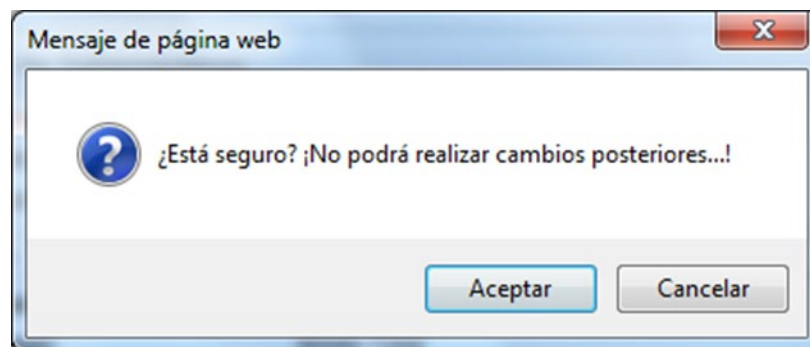 Mensaje de página web
x
¿Está seguro? ¡No podrá realizar cambios posteriores...!
Aceptar
Cancelar